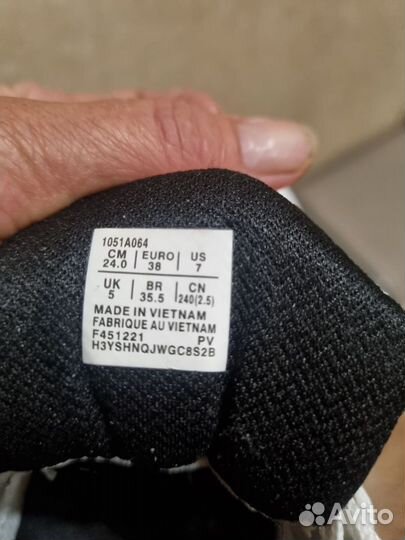 1051A064
CM EURO US
24.0 38 7
UK BR CN
5 35.5 240(2.5)
MADE IN VIETNAM
FABRIQUE AU VIETNAM
F451221 PV
H3YSHNQJWGC8S2B
Avito